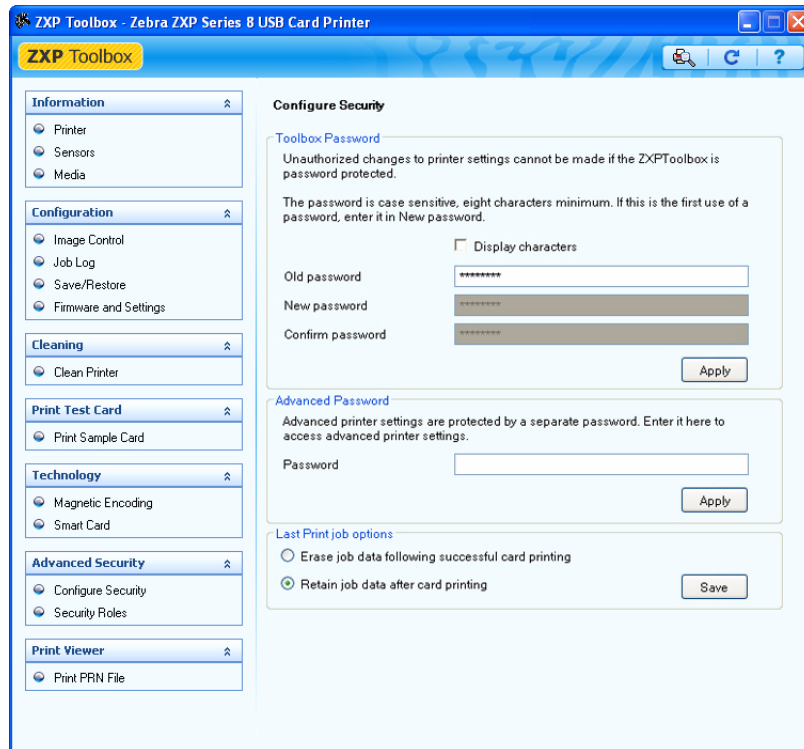 ZXP Toolbox - Zebra ZXP Series 8 USB Card Printer
ZXP Toolbox
?
Information
Printer
Sensors
Media
Configuration
Image Control
Job Log
Save/Restore
Firmware and Settings
Cleaning
Clean Printer
Print Test Card
Print Sample Card
Technology
Magnetic Encoding
Smart Card
Advanced Security
Configure Security
Security Roles
Print Viewer
Print PRN File
Configure Security
Toolbox Password
Unauthorized changes to printer settings cannot be made if the ZXPToolbox is
password protected.
The password is case sensitive, eight characters minimum. If this is the first use of a
password, enter it in New password.
Display characters
Old password ********
New password ********
Confirm password ********
Apply
Advanced Password
Advanced printer settings are protected by a separate password. Enter it here to
access advanced printer settings.
Password
Apply
Last Print job options
Erase job data following successful card printing
Retain job data after card printing
Save